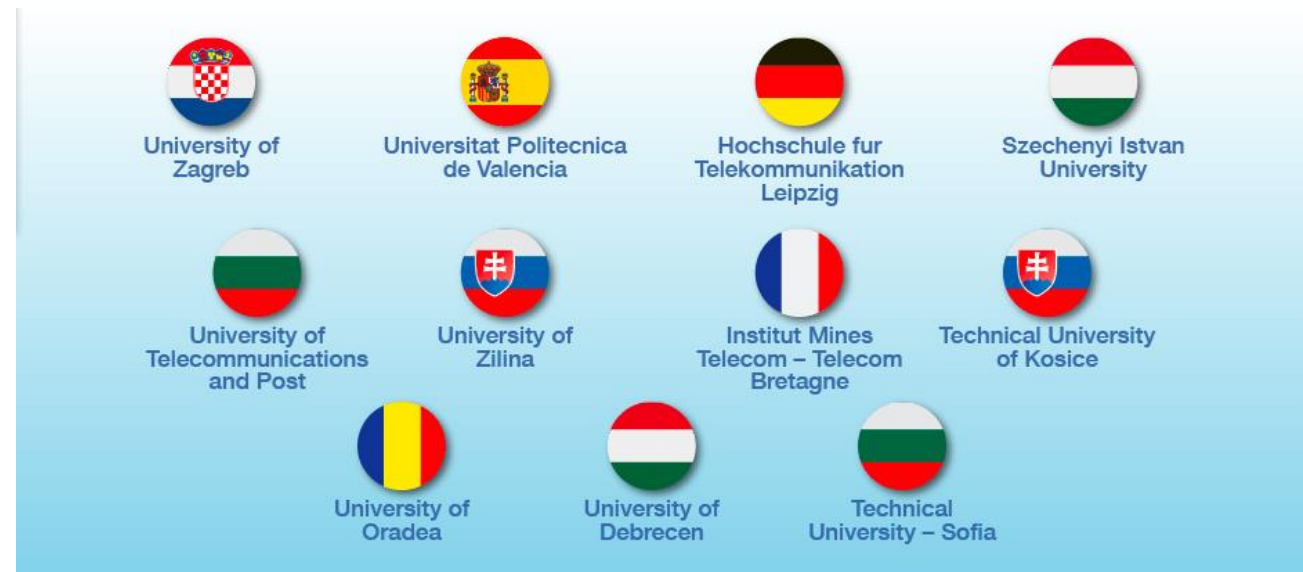 University of
Zagreb
Universitat Politecnica
de Valencia
Hochschule fur
Telekommunikation
Leipzig
Szechenyi Istvan
University
University of
Telecommunications
and Post
University of
Zilina
Institut Mines
Telecom – Telecom
Bretagne
Technical University
of Kosice
University of
Oradea
University of
Debrecen
Technical
University – Sofia